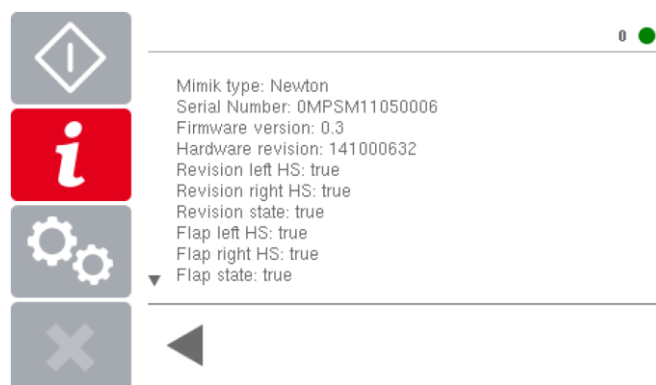 0
Mimik type: Newton
Serial Number: 0MPSM11050006
Firmware version: 0.3
Hardware revision: 141000632
Revision left HS: true
Revision right HS: true
Revision state: true
Flap left HS: true
Flap right HS: true
Flap state: true